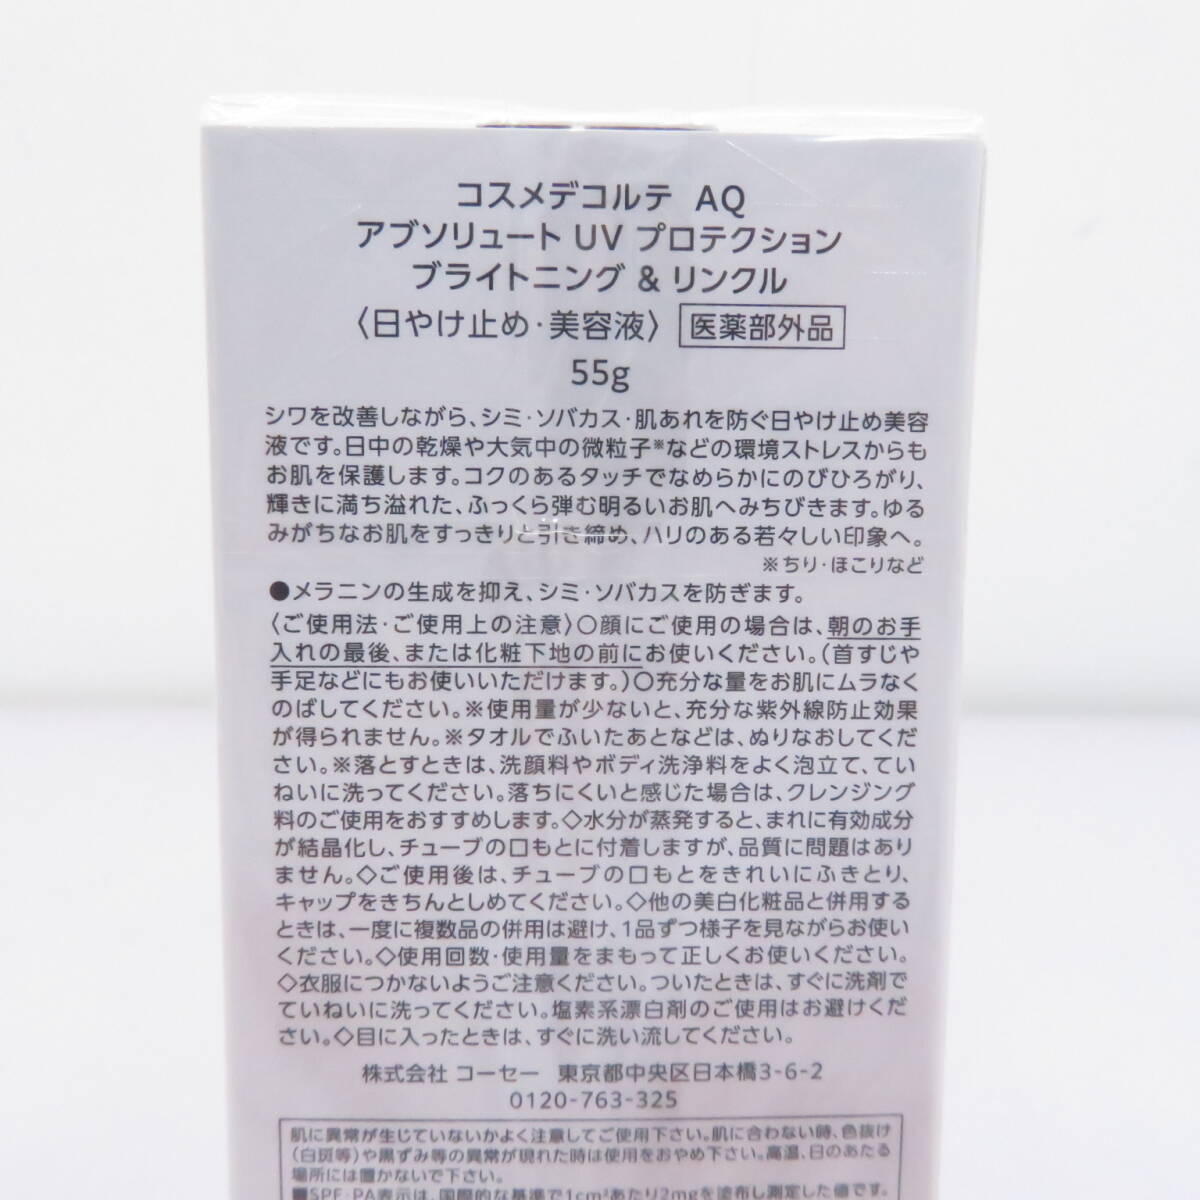 コスメデコルテ AQ
アブソリュート UV プロテクション
ブライトニング & リンクル
〈日やけ止め・美容液〉 医薬部外品
55g
シワを改善しながら、シミ・ソバカス・肌あれを防ぐ日やけ止め美容
液です。日中の乾燥や大気中の微粒子※などの環境ストレスからも
お肌を保護します。コクのあるタッチでなめらかにのびひろがり、
輝きに満ち溢れた、ふっくら弾む明るいお肌へみちびきます。ゆる
みがちなお肌をすっきりと引き締め、ハリのある若々しい印象へ。
※ちり・ほこりなど
●メラニンの生成を抑え、シミ・ソバカスを防ぎます。
〈ご使用法・ご使用上の注意〉○顔にご使用の場合は、朝のお手
入れの最後、または化粧下地の前にお使いください。(首すじや
手足などにもお使いいただけます。)○充分な量をお肌にムラなく
のばしてください。※使用量が少ないと、充分な紫外線防止効果
が得られません。※タオルでふいたあとなどは、ぬりなおしてくだ
さい。※落とすときは、洗顔料やボディ洗浄料をよく泡立て、てい
ねいに洗ってください。落ちにくいと感じた場合は、クレンジング
料のご使用をおすすめします。◇水分が蒸発すると、まれに有効成分
が結晶化し、チューブの口もとに付着しますが、品質に問題はあり
ません。◇ご使用後は、チューブの口もとをきれいにふきとり、
キャップをきちんとしめてください。◇他の美白化粧品と併用する
ときは、一度に複数品の併用は避け、1品ずつ様子を見ながらお使い
ください。◇使用回数・使用量をまもって正しくお使いください。
◇衣服につかないようご注意ください。ついたときは、すぐに洗剤で
ていねいに洗ってください。塩素系漂白剤のご使用はお避けくだ
さい。◇目に入ったときは、すぐに洗い流してください。
株式会社 コーセー 東京都中央区日本橋3-6-2
0120-763-325
肌に異常が生じていないかよく注意してご使用下さい。肌に合わない時、色抜け
(白斑等)や黒ずみ等の異常が現れた時は使用をおやめ下さい。高温、日のあたる
場所には置かないで下さい。
■SPF・PA表示は、国際的な基準で1cm²あたり2mgを塗布し測定した値です。